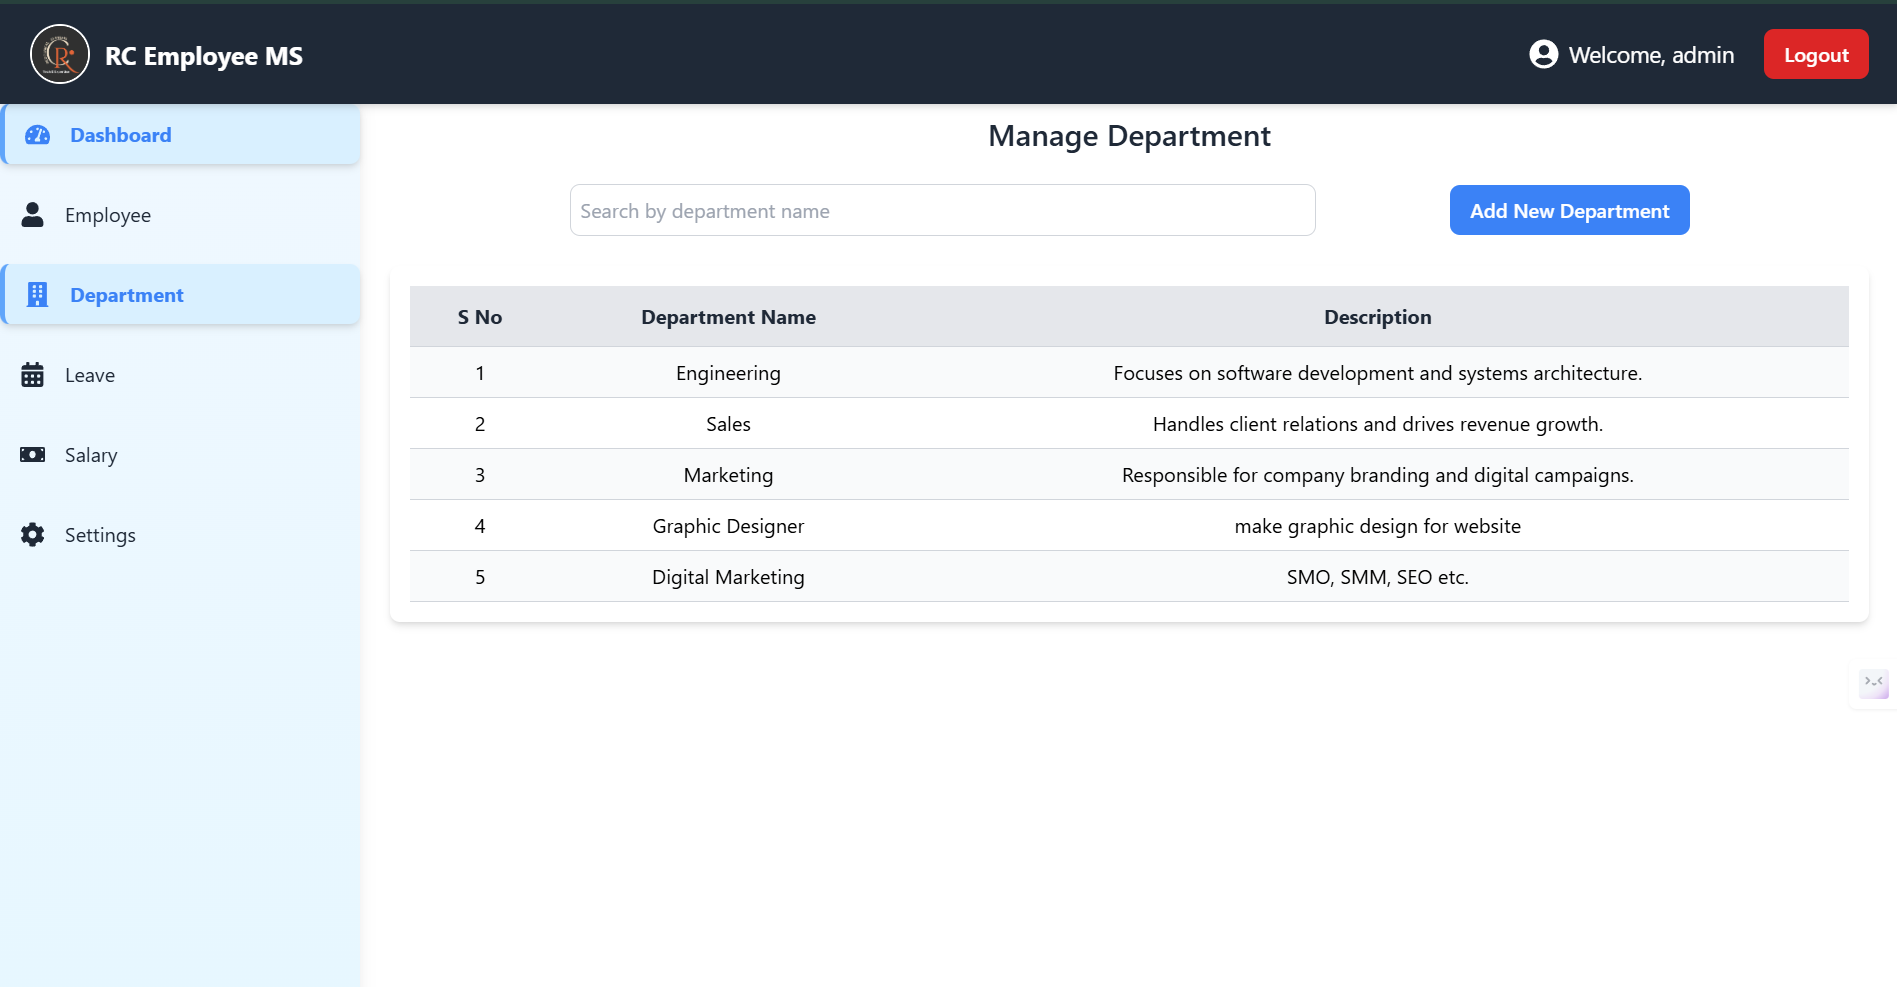 RC Employee MS
Welcome, admin
Logout
Dashboard
Employee
Department
Leave
Salary
Settings
Manage Department
Search by department name
Add New Department
S No Department Name Description
1 Engineering Focuses on software development and systems architecture.
2 Sales Handles client relations and drives revenue growth.
3 Marketing Responsible for company branding and digital campaigns.
4 Graphic Designer make graphic design for website
5 Digital Marketing SMO, SMM, SEO etc.